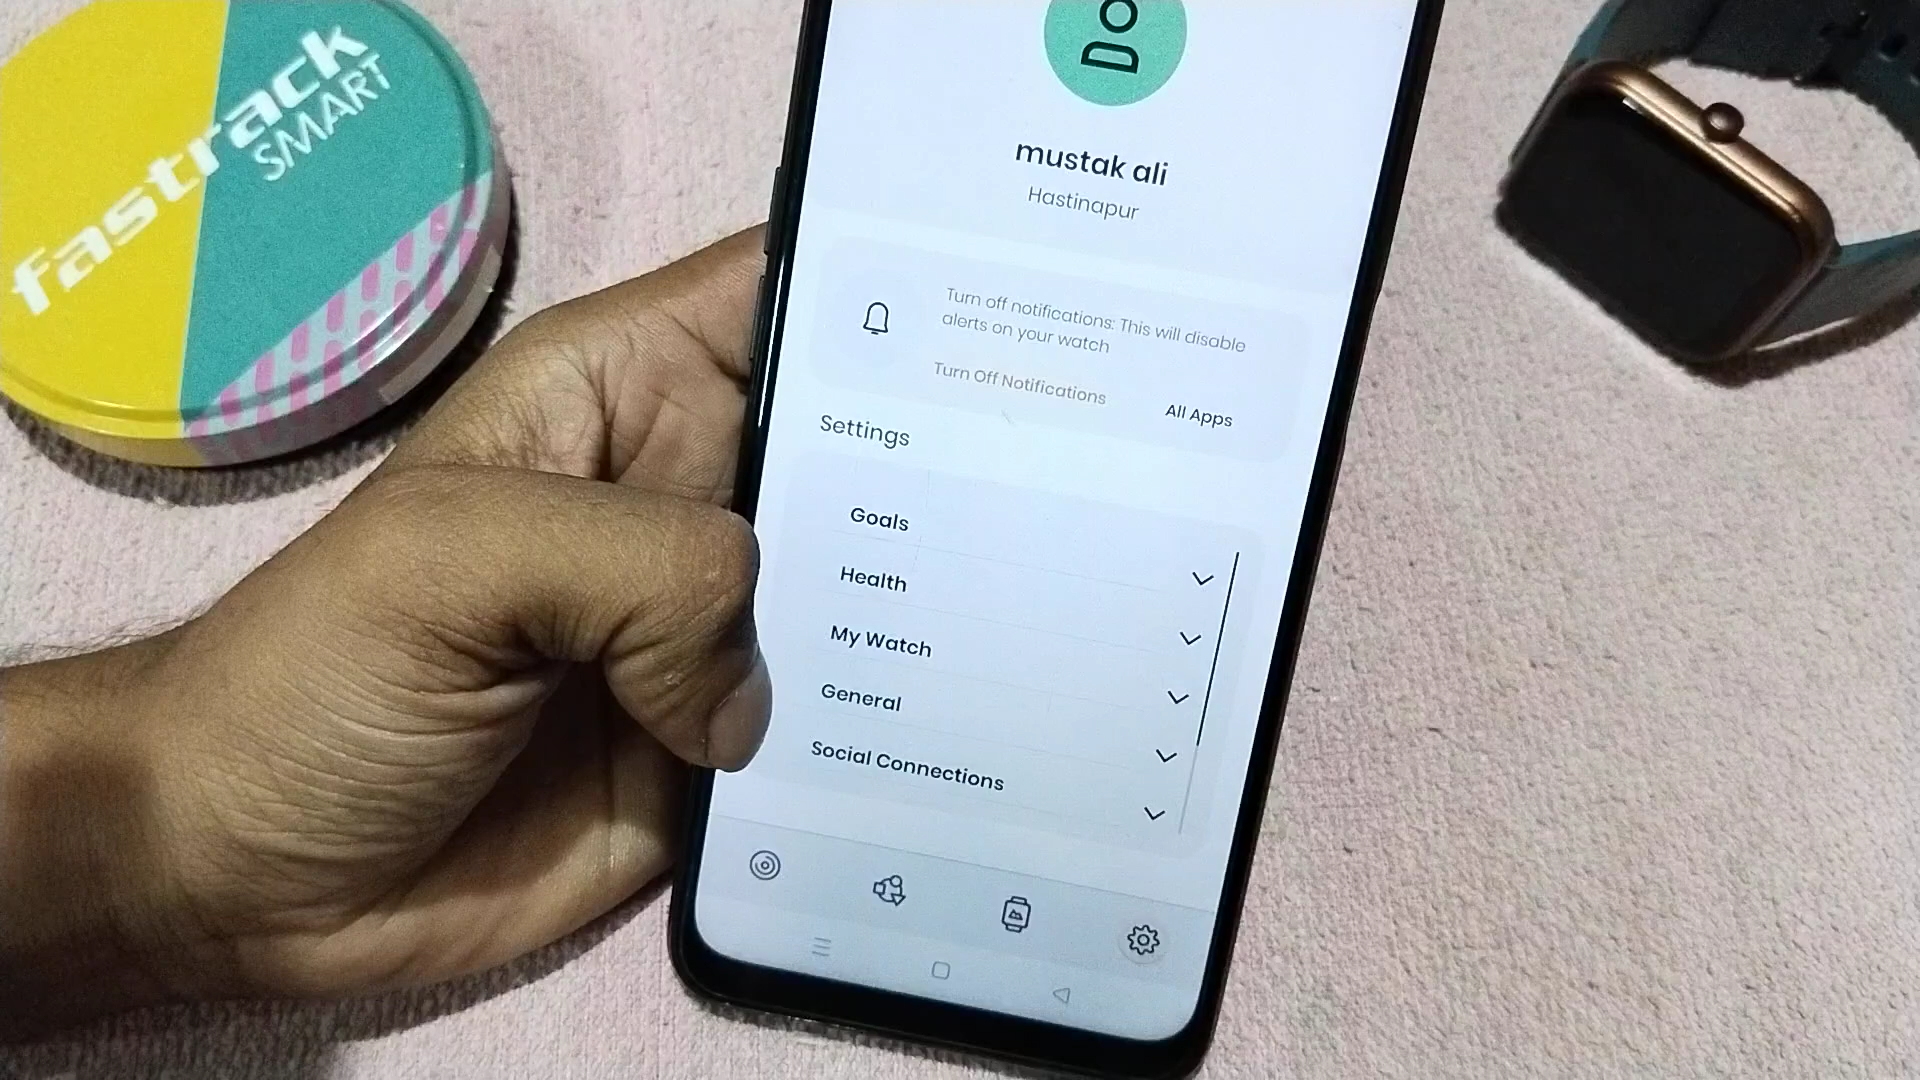 fastrack
SMART
mustak ali
Hastinapur
Turn off notifications: This will disable
alerts on your watch
Turn Off Notifications
All Apps
Settings
Goals
Health
My Watch
General
Social Connections